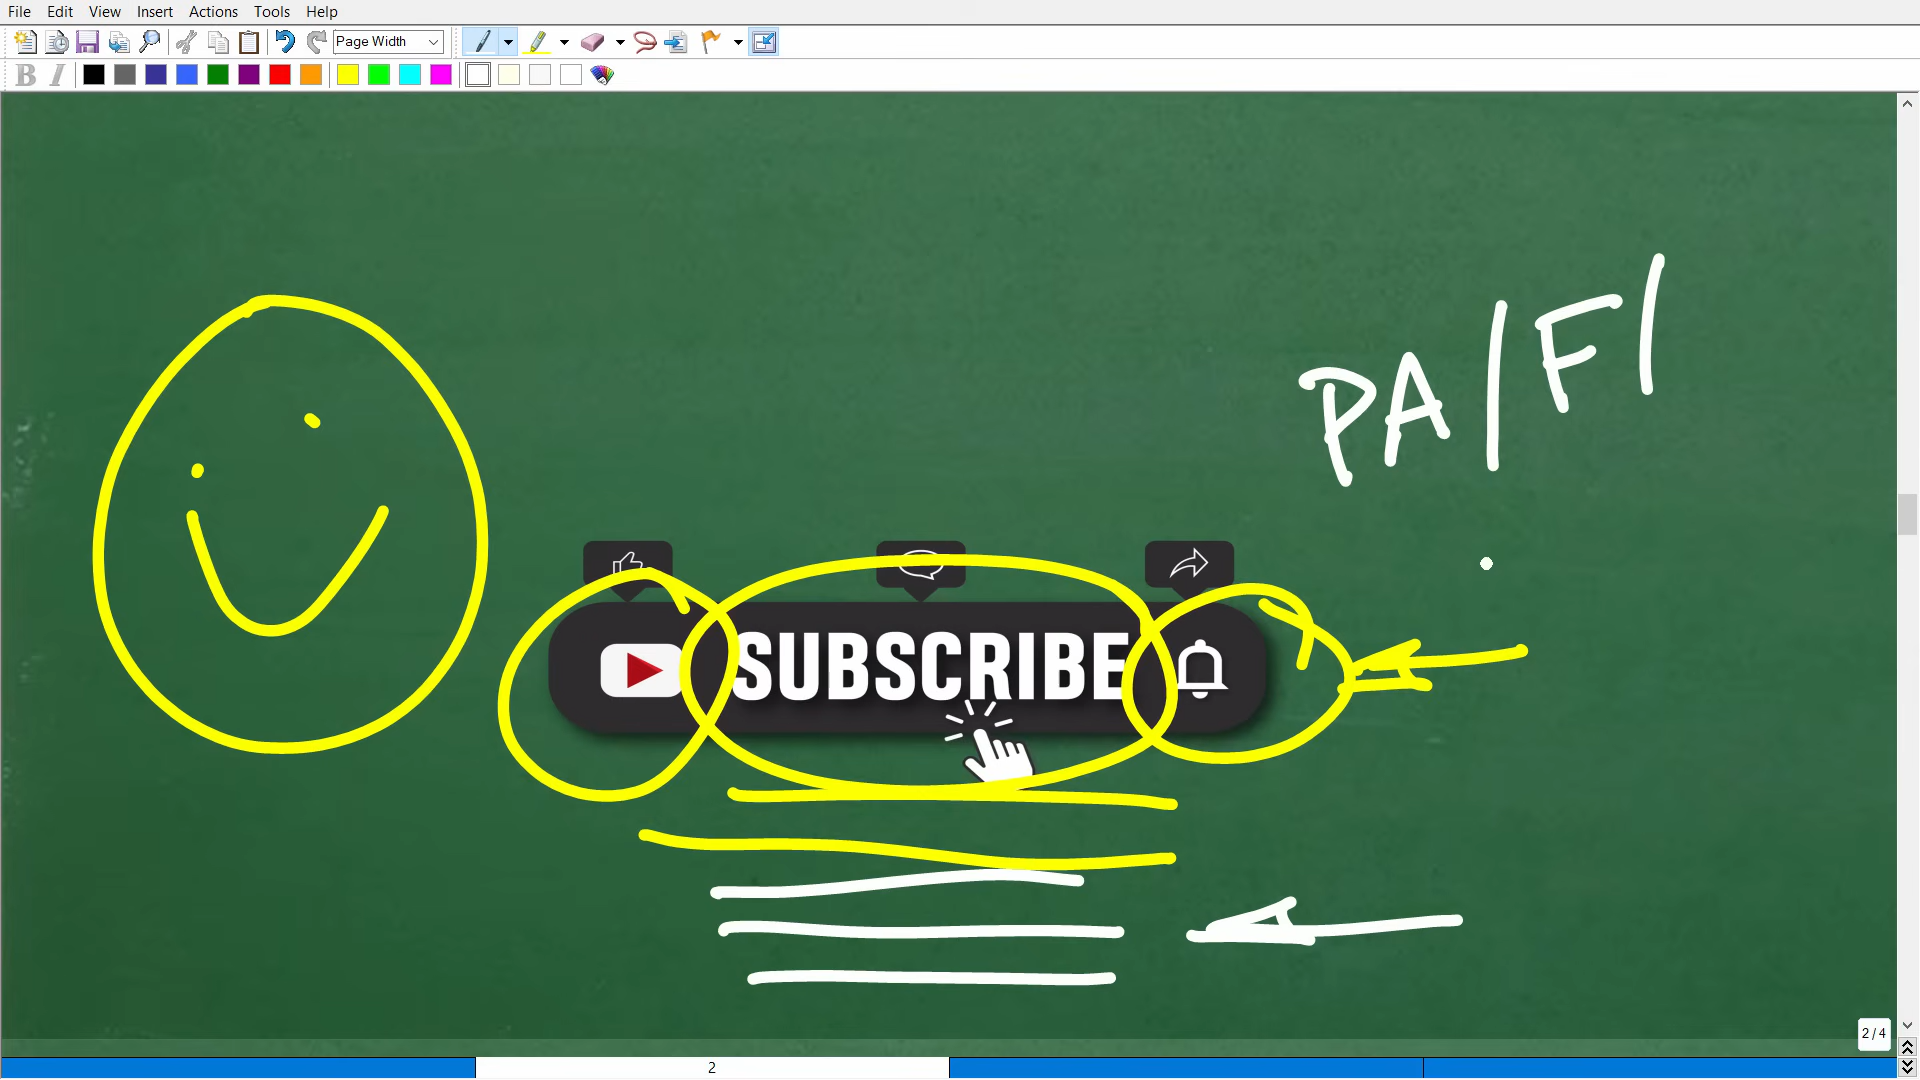 File Edit View Insert Actions Tools Help
Page Width
B I
PA/F/
SUBSCRIBE
2 / 4
2